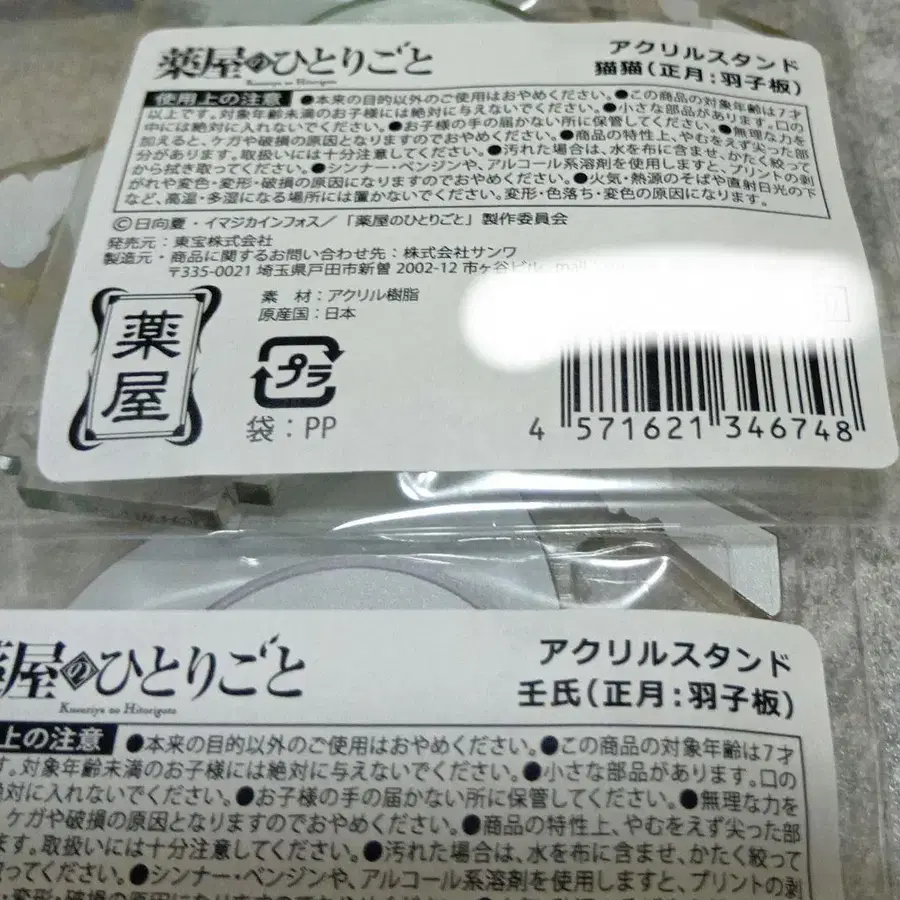 薬屋のひとりごと
Kusuriya no Hitorigoto
アクリルスタンド
猫猫(正月:羽子板)
使用上の注意 ●本来の目的以外のご使用はおやめください。●この商品の対象年齢は7才
以上です。対象年齢未満のお子様には絶対に与えないでください。●小さな部品があります。口の
中には絶対に入れないでください。●お子様の手の届かない所に保管してください。●無理な力を
加えると、ケガや破損の原因となりますのでおやめください。●商品の特性上、やむをえず尖った部
分があります。取扱いには十分注意してください。●汚れた場合は、水を布に含ませ、かたく絞って
から拭き取ってください。●シンナー・ベンジンや、アルコール系溶剤を使用しますと、プリントの剥
がれや変色・変形・破損の原因になりますのでおやめください。●火気・熱源のそばや直射日光の下
など、高温・多湿になる場所には置かないでください。変形・色落ち・変色の原因になります。
©日向夏・イマジカインフォス/「薬屋のひとりごと」製作委員会
発売元:東宝株式会社
製造元・商品に関するお問い合わせ先:株式会社サンワ
〒335-0021 埼玉県戸田市新曽 2002-12 市ヶ谷ビル
素 材:アクリル樹脂
原産国:日本
薬屋
プラ
袋:PP
4 571621 346748
薬屋のひとりごと
Kusuriya no Hitorigoto
アクリルスタンド
壬氏(正月:羽子板)
上の注意 ●本来の目的以外のご使用はおやめください。●この商品の対象年齢は7才
す。対象年齢未満のお子様には絶対に与えないでください。●小さな部品があります。口の
絶対に入れないでください。●お子様の手の届かない所に保管してください。●無理な力を
、ケガや破損の原因となりますのでおやめください。●商品の特性上、やむをえず尖った部
ます。取扱いには十分注意してください。●汚れた場合は、水を布に含ませ、かたく絞って
取ってください。●シンナー・ベンジンや、アルコール系溶剤を使用しますと、プリントの剥